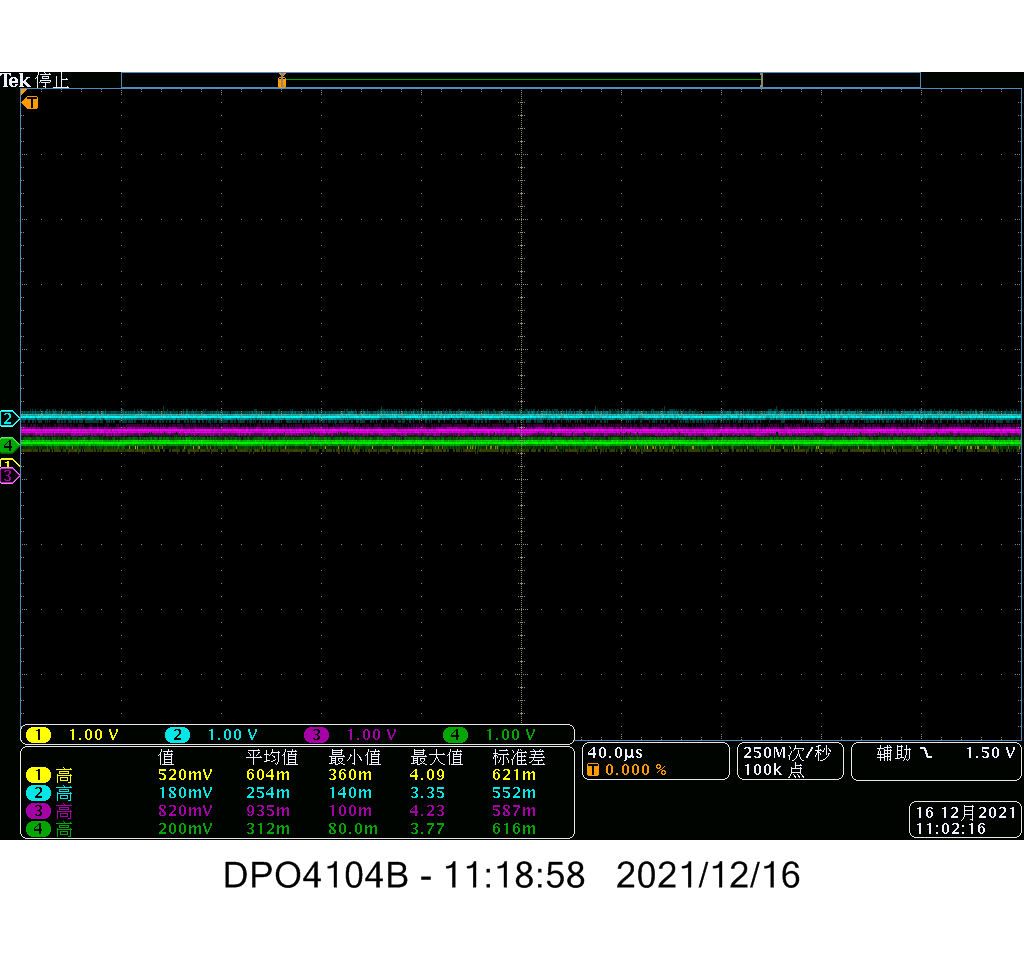 Tek 停止
T
T
2
4
1
3
1 1.00 V 2 1.00 V 3 1.00 V 4 1.00 V
值 平均值 最小值 最大值 标准差
1 高 520mV 604m 360m 4.09 621m
2 高 180mV 254m 140m 3.35 552m
3 高 820mV 935m 100m 4.23 587m
4 高 200mV 312m 80.0m 3.77 616m
40.0µs
T 0.000 %
250M次/秒
100k 点
辅助 1.50 V
16 12月2021
11:02:16
DPO4104B - 11:18:58 2021/12/16